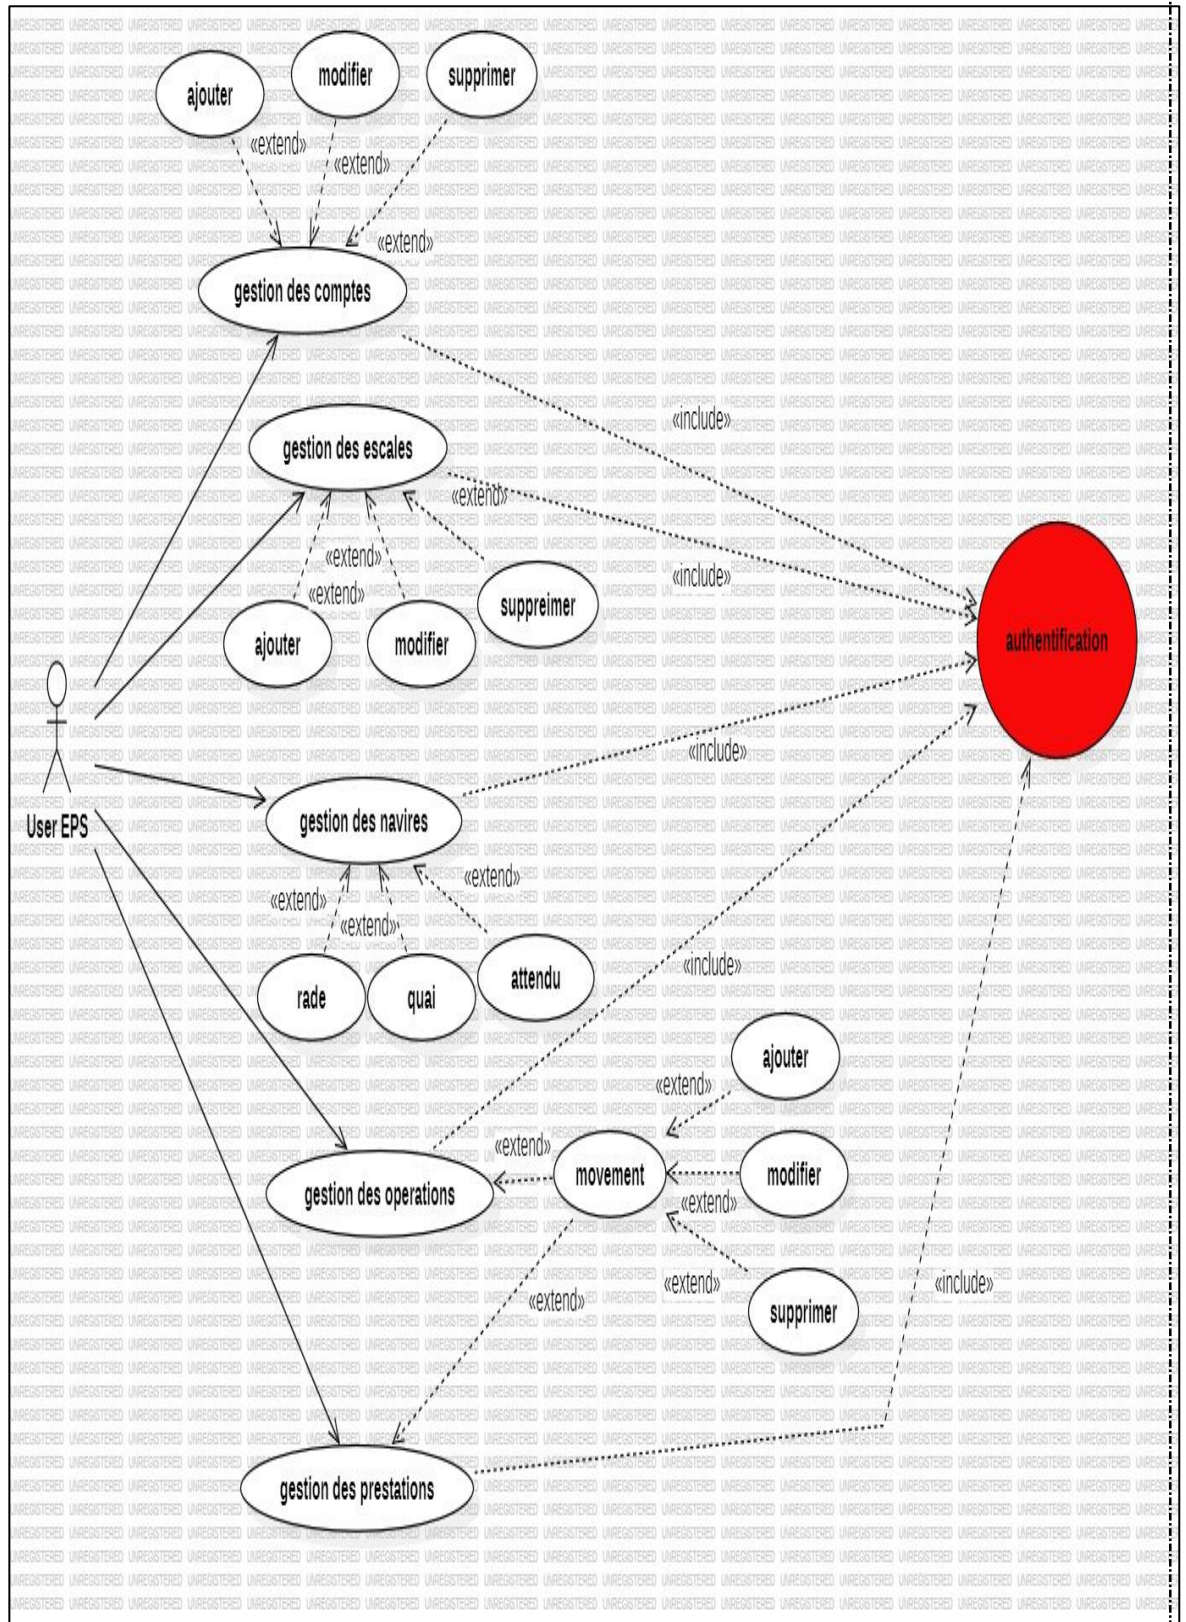 ajouter
modifier
supprimer
«extend»
«extend»
«extend»
gestion des comptes
«include»
gestion des escales
«extend»
«extend»
«extend»
«include»
suppreimer
ajouter
modifier
authentification
User EPS
«include»
gestion des navires
«extend»
«extend»
«extend»
rade
quai
attendu
«include»
ajouter
«extend»
«extend»
movement
modifier
«extend»
gestion des operations
«extend»
supprimer
«extend»
«include»
gestion des prestations
UNREGISTERED